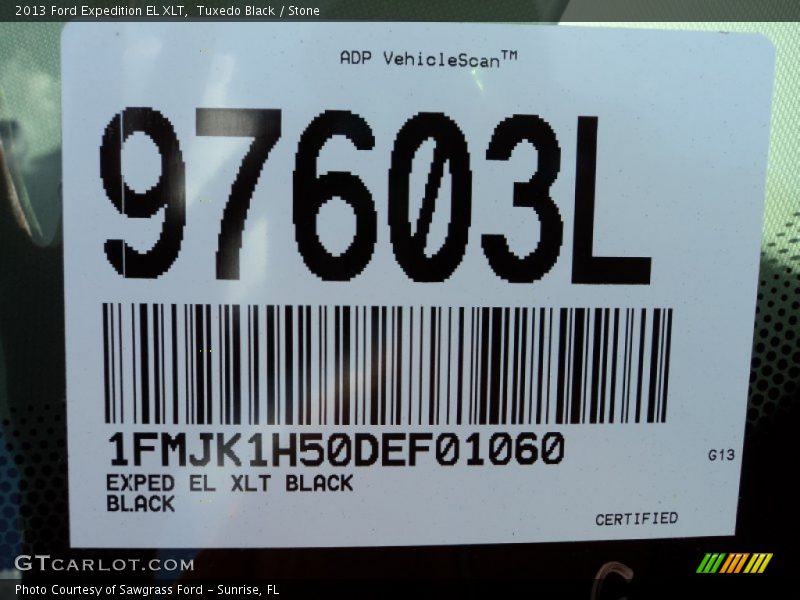 2013 Ford Expedition EL XLT,  Tuxedo Black / Stone
ADP VehicleScan™
97603L
1FMJK1H50DEF01060
G13
EXPED EL XLT BLACK
BLACK
CERTIFIED
GTCARLOT.COM
Photo Courtesy of Sawgrass Ford - Sunrise, FL